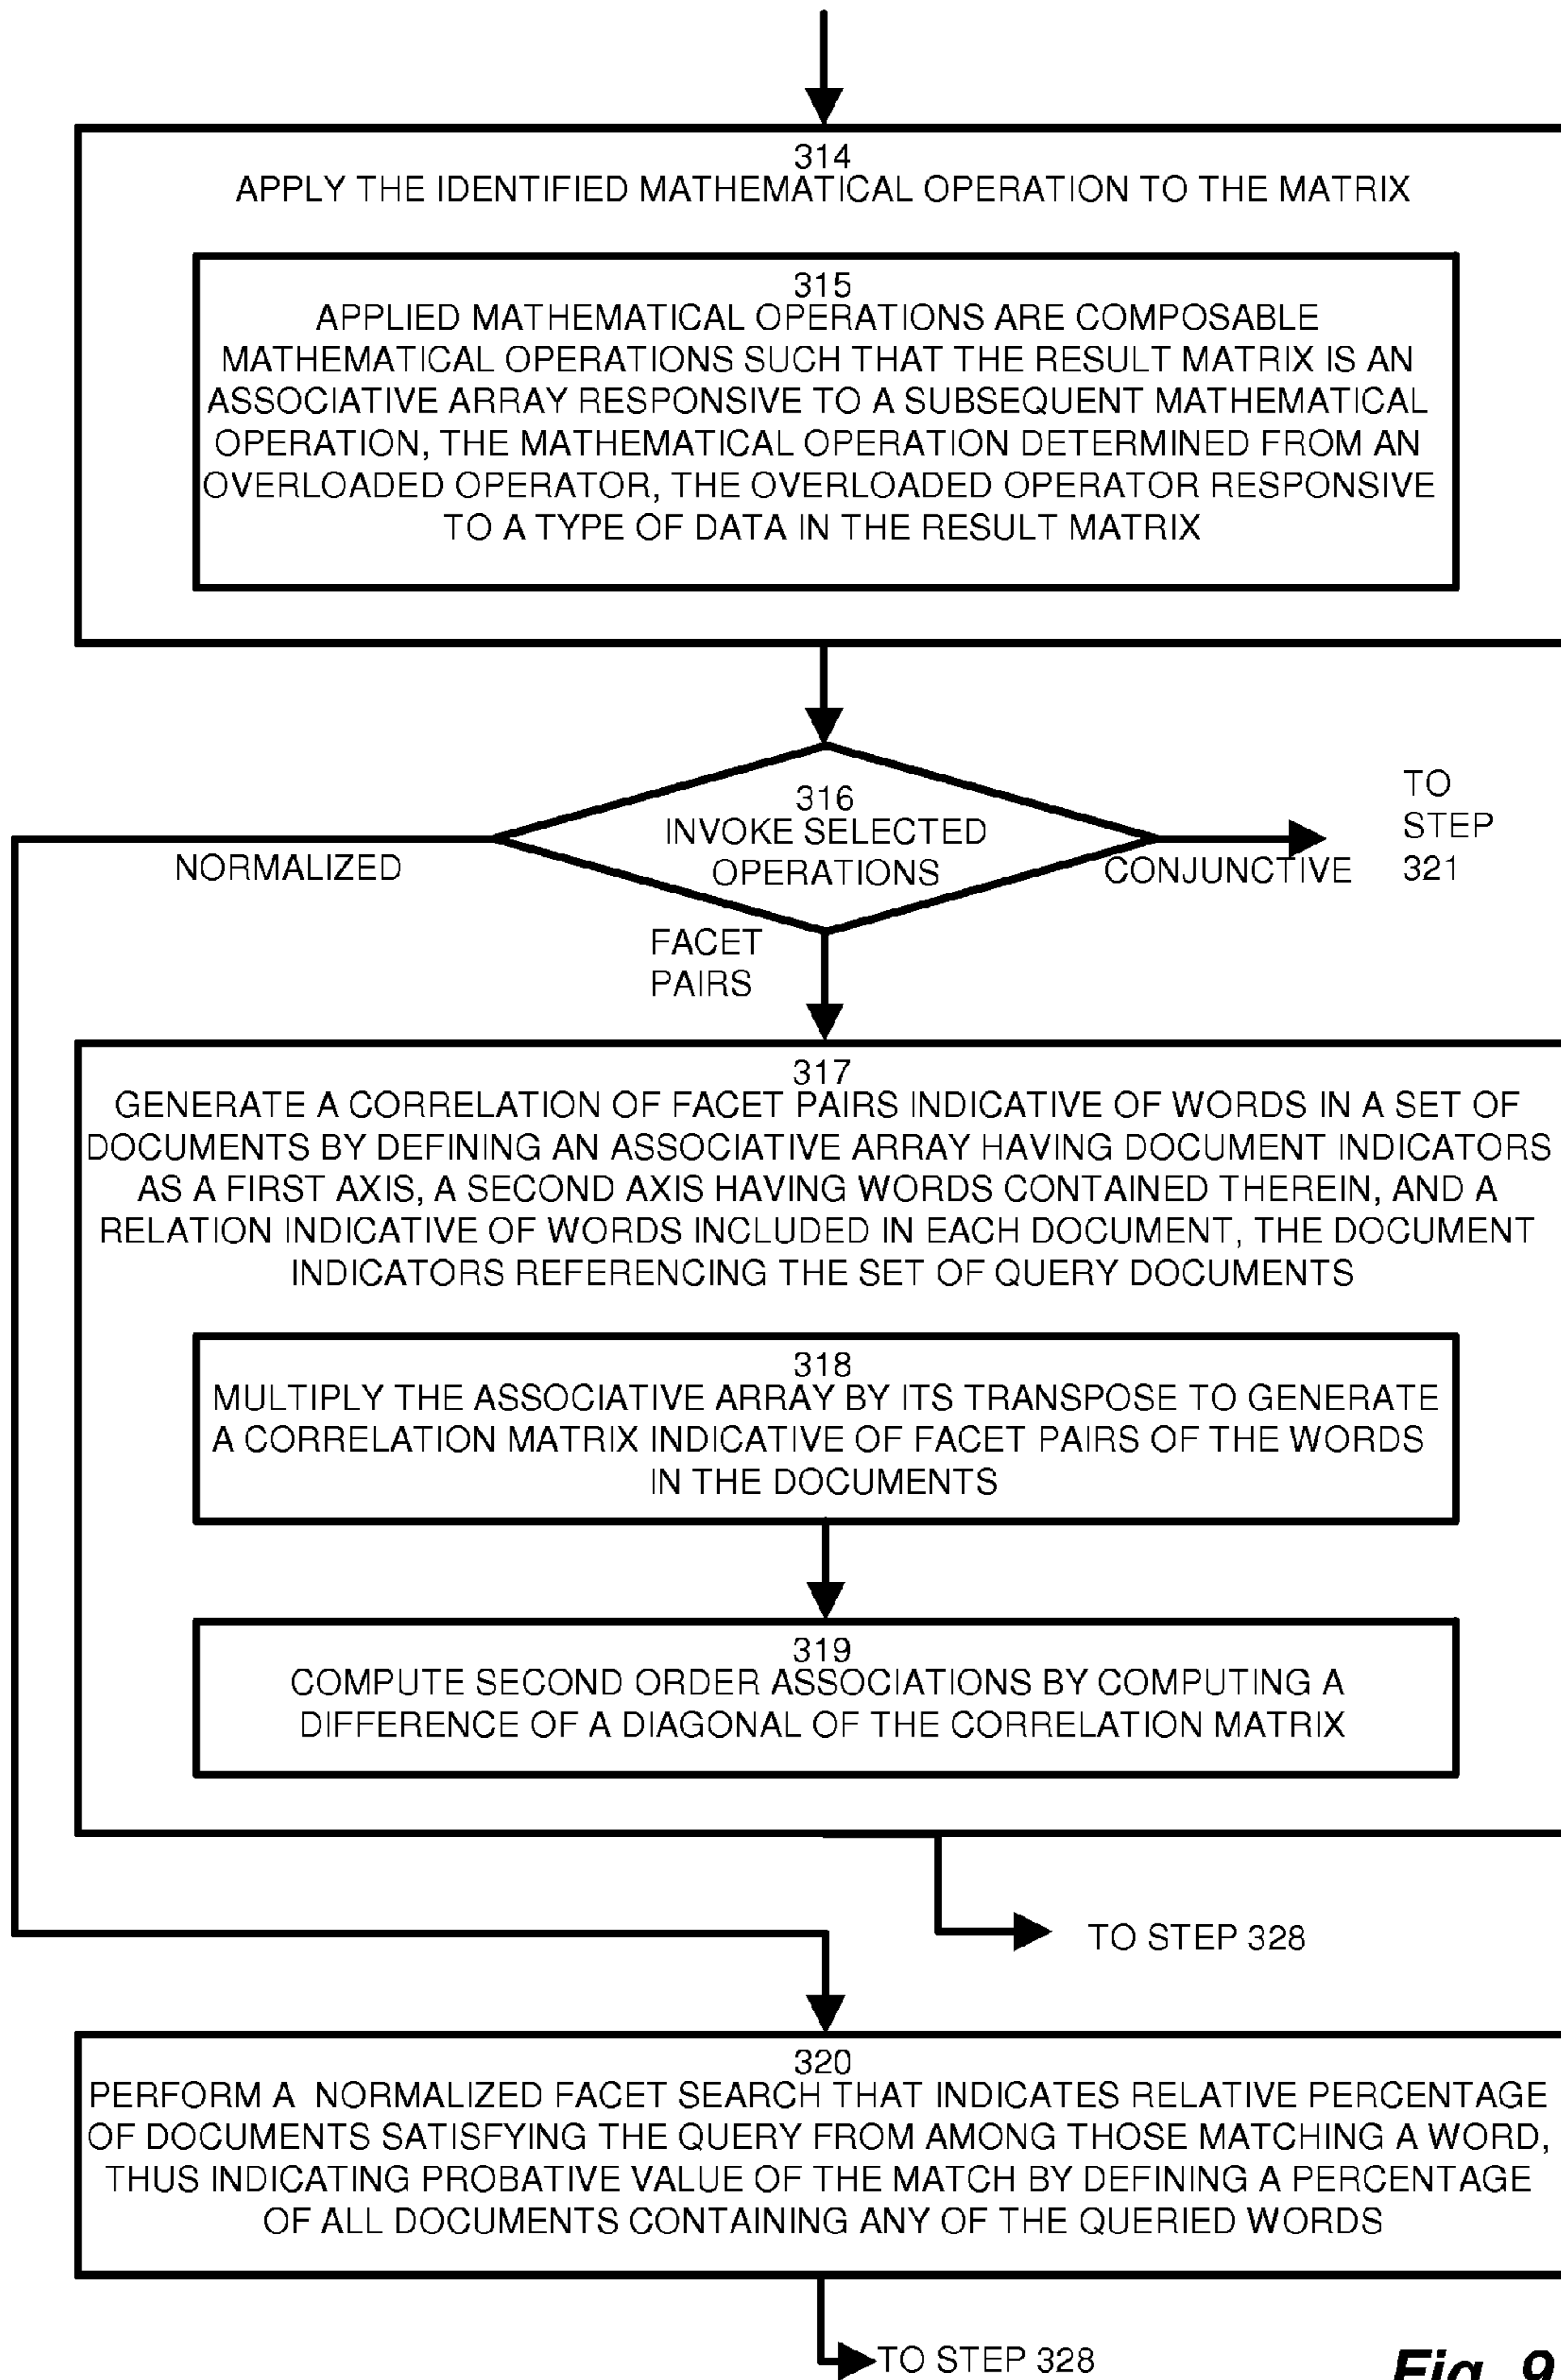 314
APPLY THE IDENTIFIED MATHEMATICAL OPERATION TO THE MATRIX
315
APPLIED MATHEMATICAL OPERATIONS ARE COMPOSABLE
MATHEMATICAL OPERATIONS SUCH THAT THE RESULT MATRIX IS AN
ASSOCIATIVE ARRAY RESPONSIVE TO A SUBSEQUENT MATHEMATICAL
OPERATION, THE MATHEMATICAL OPERATION DETERMINED FROM AN
OVERLOADED OPERATOR, THE OVERLOADED OPERATOR RESPONSIVE
TO A TYPE OF DATA IN THE RESULT MATRIX
316
INVOKE SELECTED
OPERATIONS
NORMALIZED
CONJUNCTIVE
TO
STEP
321
FACET
PAIRS
317
GENERATE A CORRELATION OF FACET PAIRS INDICATIVE OF WORDS IN A SET OF
DOCUMENTS BY DEFINING AN ASSOCIATIVE ARRAY HAVING DOCUMENT INDICATORS
AS A FIRST AXIS, A SECOND AXIS HAVING WORDS CONTAINED THEREIN, AND A
RELATION INDICATIVE OF WORDS INCLUDED IN EACH DOCUMENT, THE DOCUMENT
INDICATORS REFERENCING THE SET OF QUERY DOCUMENTS
318
MULTIPLY THE ASSOCIATIVE ARRAY BY ITS TRANSPOSE TO GENERATE
A CORRELATION MATRIX INDICATIVE OF FACET PAIRS OF THE WORDS
IN THE DOCUMENTS
319
COMPUTE SECOND ORDER ASSOCIATIONS BY COMPUTING A
DIFFERENCE OF A DIAGONAL OF THE CORRELATION MATRIX
TO STEP 328
320
PERFORM A NORMALIZED FACET SEARCH THAT INDICATES RELATIVE PERCENTAGE
OF DOCUMENTS SATISFYING THE QUERY FROM AMONG THOSE MATCHING A WORD,
THUS INDICATING PROBATIVE VALUE OF THE MATCH BY DEFINING A PERCENTAGE
OF ALL DOCUMENTS CONTAINING ANY OF THE QUERIED WORDS
TO STEP 328
Fig. 9